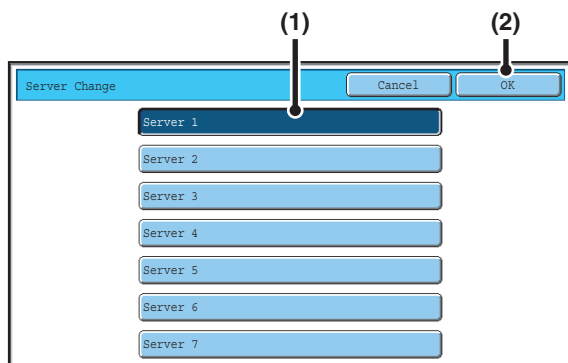 (1) (2)
Server Change Cancel OK
Server 1
Server 2
Server 3
Server 4
Server 5
Server 6
Server 7